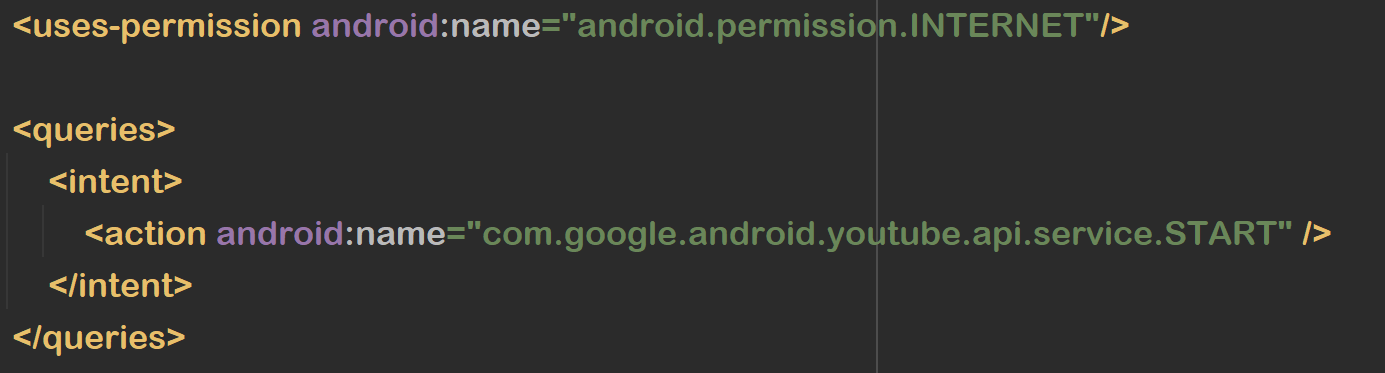 <uses-permission android:name="android.permission.INTERNET"/>
<queries>
<intent>
<action android:name="com.google.android.youtube.api.service.START" />
</intent>
</queries>